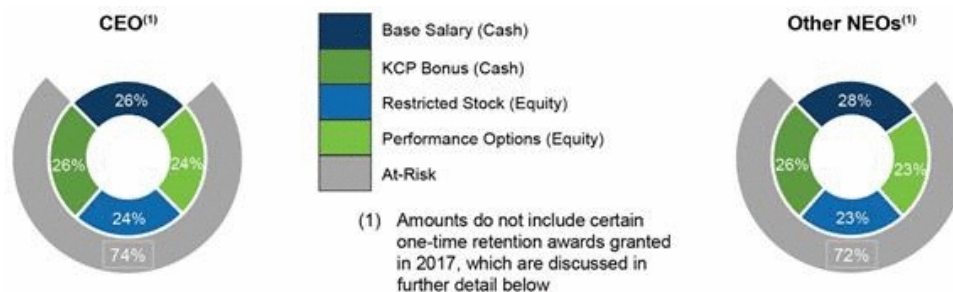 CEO(1)
26%
26%
24%
24%
74%
Base Salary (Cash)
KCP Bonus (Cash)
Restricted Stock (Equity)
Performance Options (Equity)
At-Risk
(1) Amounts do not include certain
one-time retention awards granted
in 2017, which are discussed in
further detail below
Other NEOs(1)
28%
26%
23%
23%
72%